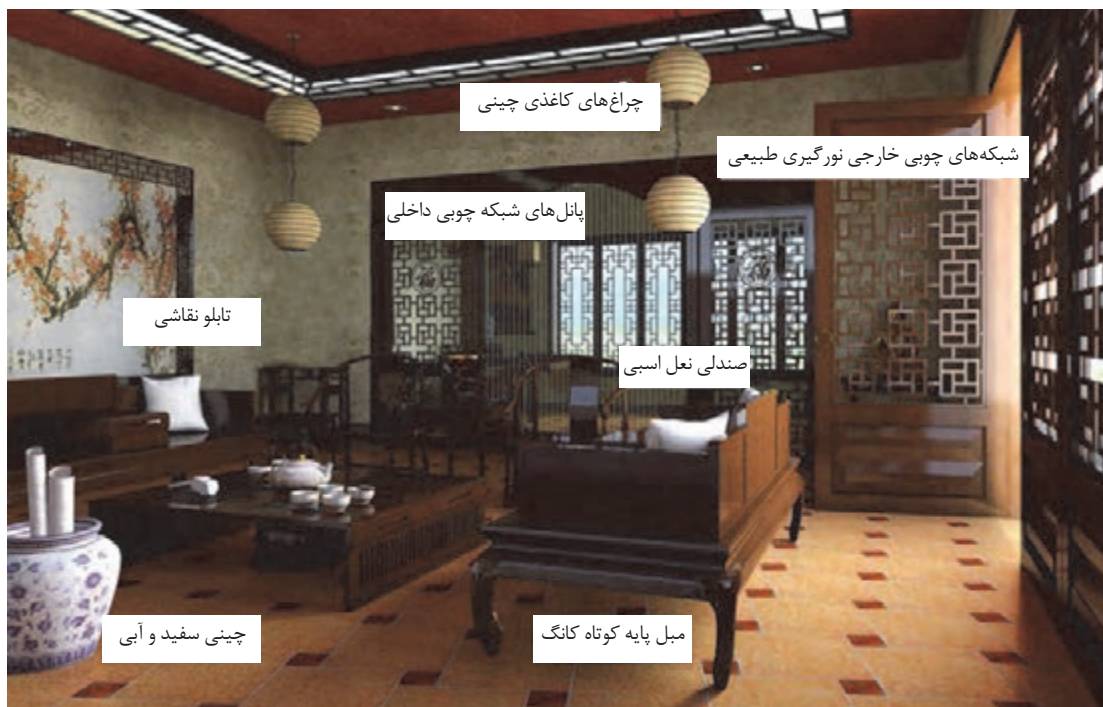 چراغ‌های کاغذی چینی
شبکه‌های چوبی خارجی نورگیری طبیعی
پانل‌های شبکه چوبی داخلی
تابلو نقاشی
صندلی نعل اسبی
چینی سفید و آبی
مبل پایه کوتاه کانگ